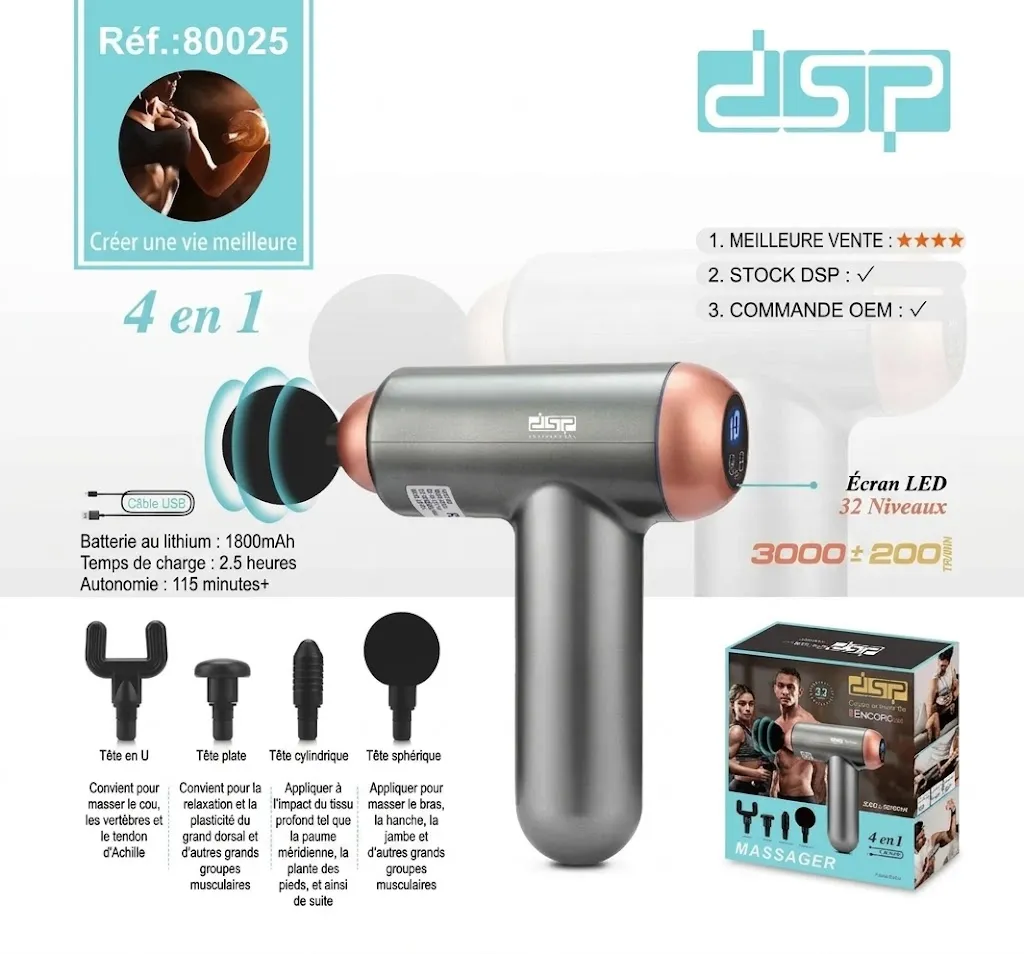 Réf.:80025
Créer une vie meilleure
dsp
4 en 1
1. MEILLEURE VENTE : ★★★★
2. STOCK DSP : ✓
3. COMMANDE OEM : ✓
dsp
Câble USB
Batterie au lithium : 1800mAh
Temps de charge : 2.5 heures
Autonomie : 115 minutes+
Écran LED
32 Niveaux
3000 ± 200 TR/MIN
Tête en U
Convient pour
masser le cou,
les vertèbres et
le tendon
d'Achille
Tête plate
Convient pour la
relaxation et la
plasticité du
grand dorsal et
d'autres grands
groupes
musculaires
Tête cylindrique
Appliquer à
l'impact du tissu
profond tel que
la paume
méridienne, la
plante des
pieds, et ainsi
de suite
Tête sphérique
Appliquer pour
masser le bras,
la hanche, la
jambe et
d'autres grands
groupes
musculaires
dsp
dsp
4 en 1
MASSAGER